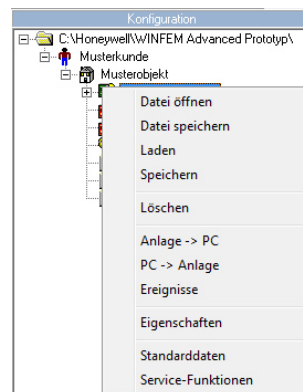 Konfiguration
C:\Honeywell\WINFEM Advanced Prototyp\
Musterkunde
Musterobjekt
Datei öffnen
Datei speichern
Laden
Speichern
Löschen
Anlage -> PC
PC -> Anlage
Ereignisse
Eigenschaften
Standarddaten
Service-Funktionen